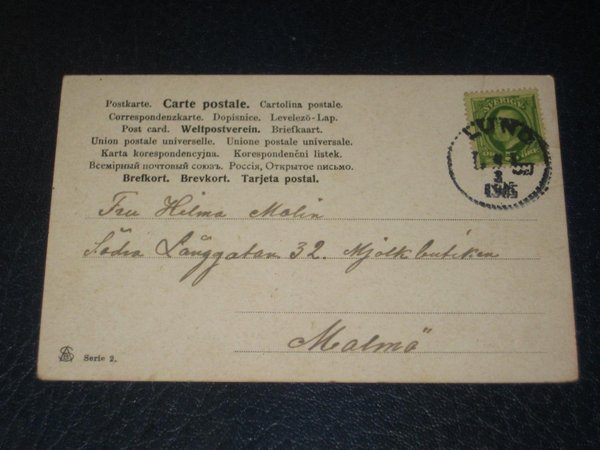 Postkarte. Carte postale. Cartolina postale.
Correspondenzkarte. Dopisnice. Levelező-Lap.
Post card. Weltpostverein. Briefkaart.
Union postale universelle. Unione postale universale.
Karta korespondencyjna. Korespondenční lístek.
Всемірный почтовый союзъ. Россія, Открытое письмо.
Brefkort. Brevkort. Tarjeta postal.
SVERIGE
LUND
1905
Fru Hilma Molin
Södra Långgatan 32. Mjölkbutiken
Malmö
Serie 2.